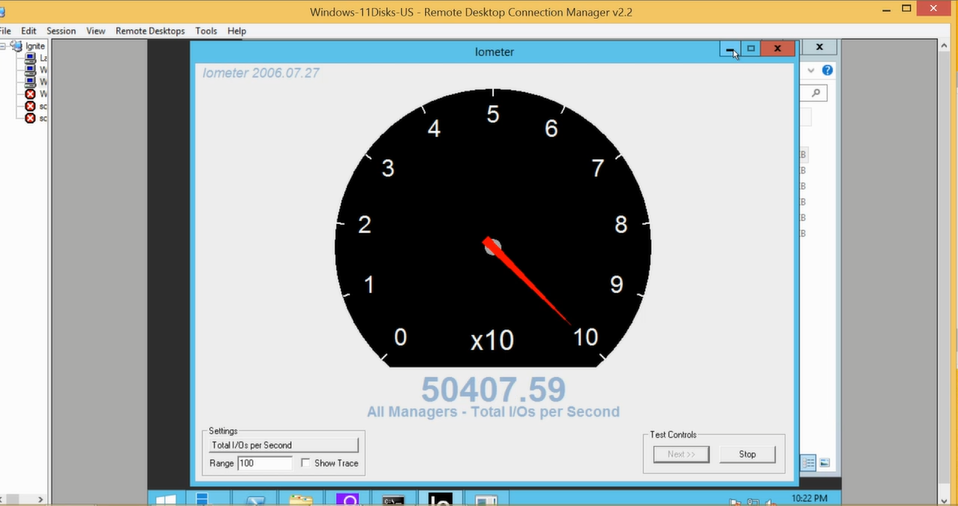 Windows-11Disks-US - Remote Desktop Connection Manager v2.2
File Edit Session View Remote Desktops Tools Help
Ignite
Iometer
Iometer 2006.07.27
0
1
2
3
4
5
6
7
8
9
10
x10
50407.59
All Managers - Total I/Os per Second
Settings
Total I/Os per Second
Range 100 Show Trace
Test Controls
Next >> Stop
10:22 PM